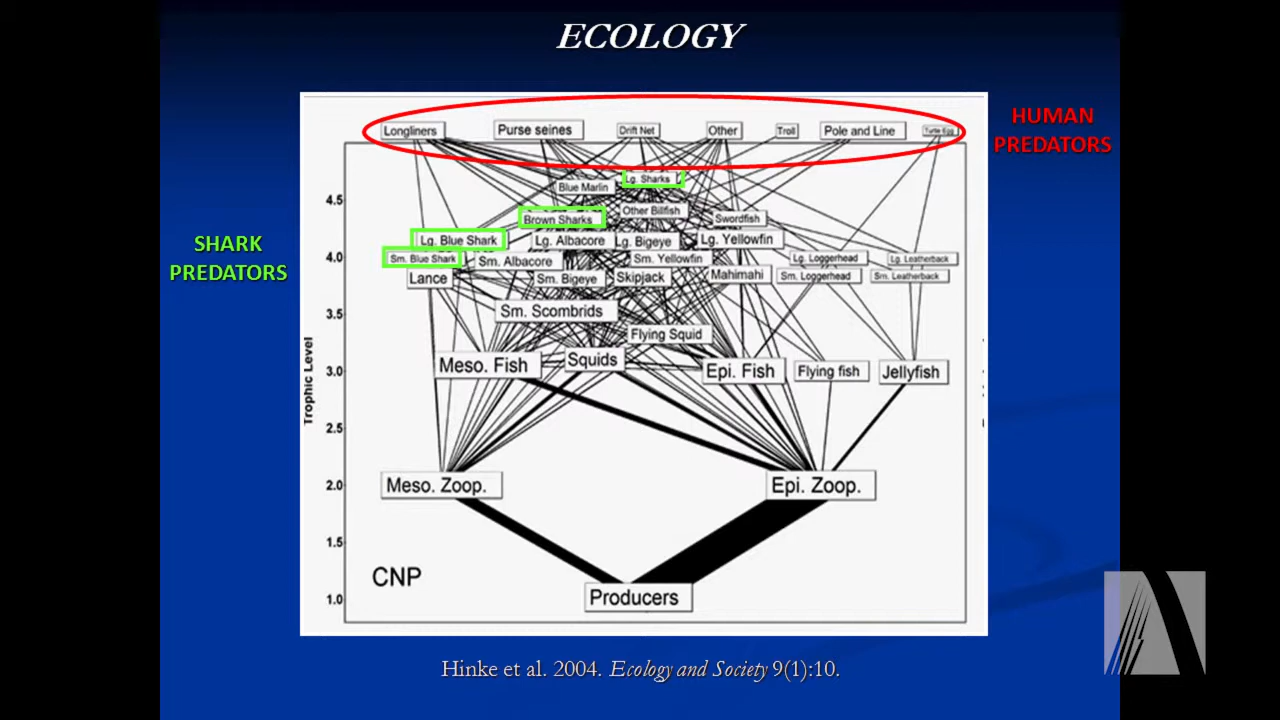 ECOLOGY
HUMAN
PREDATORS
Longliners
Purse seines
Drift Net
Other
Troll
Pole and Line
Turtle Egg
Lg. Sharks
Blue Marlin
4.5
Brown Sharks
Other Billfish
Swordfish
SHARK
PREDATORS
Lg. Blue Shark
Lg. Albacore
Lg. Bigeye
Lg. Yellowfin
4.0
Sm. Blue Shark
Sm. Albacore
Sm. Yellowfin
Lg. Loggerhead
Lg. Leatherback
Lance
Sm. Bigeye
Skipjack
Mahimahi
Sm. Loggerhead
Sm. Leatherback
3.5
Sm. Scombrids
Flying Squid
Trophic Level
3.0
Meso. Fish
Squids
Epi. Fish
Flying fish
Jellyfish
2.5
2.0
Meso. Zoop.
Epi. Zoop.
1.5
CNP
1.0
Producers
Hinke et al. 2004. Ecology and Society 9(1):10.